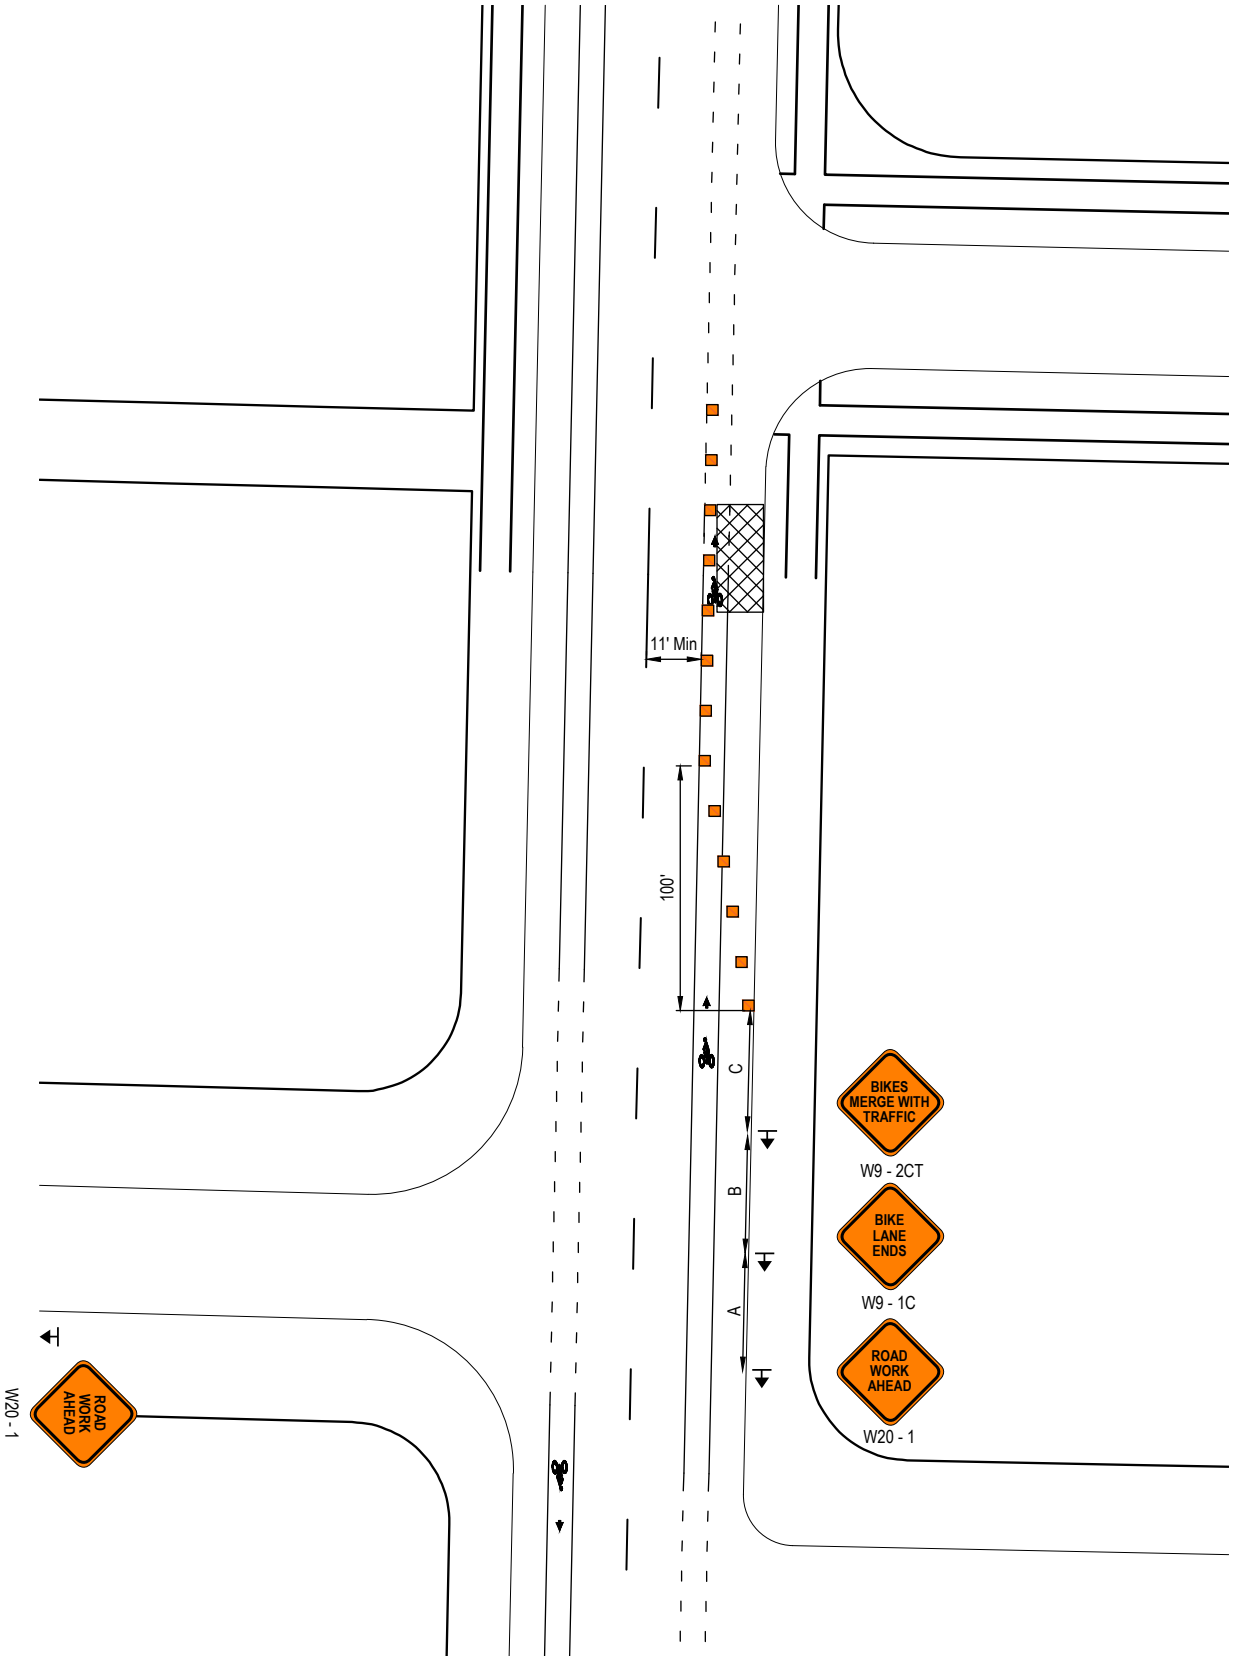 11' Min
100'
C
B
A
BIKES
MERGE WITH
TRAFFIC
W9 - 2CT
BIKE
LANE
ENDS
W9 - 1C
ROAD
WORK
AHEAD
W20 - 1
ROAD
WORK
AHEAD
W20 - 1